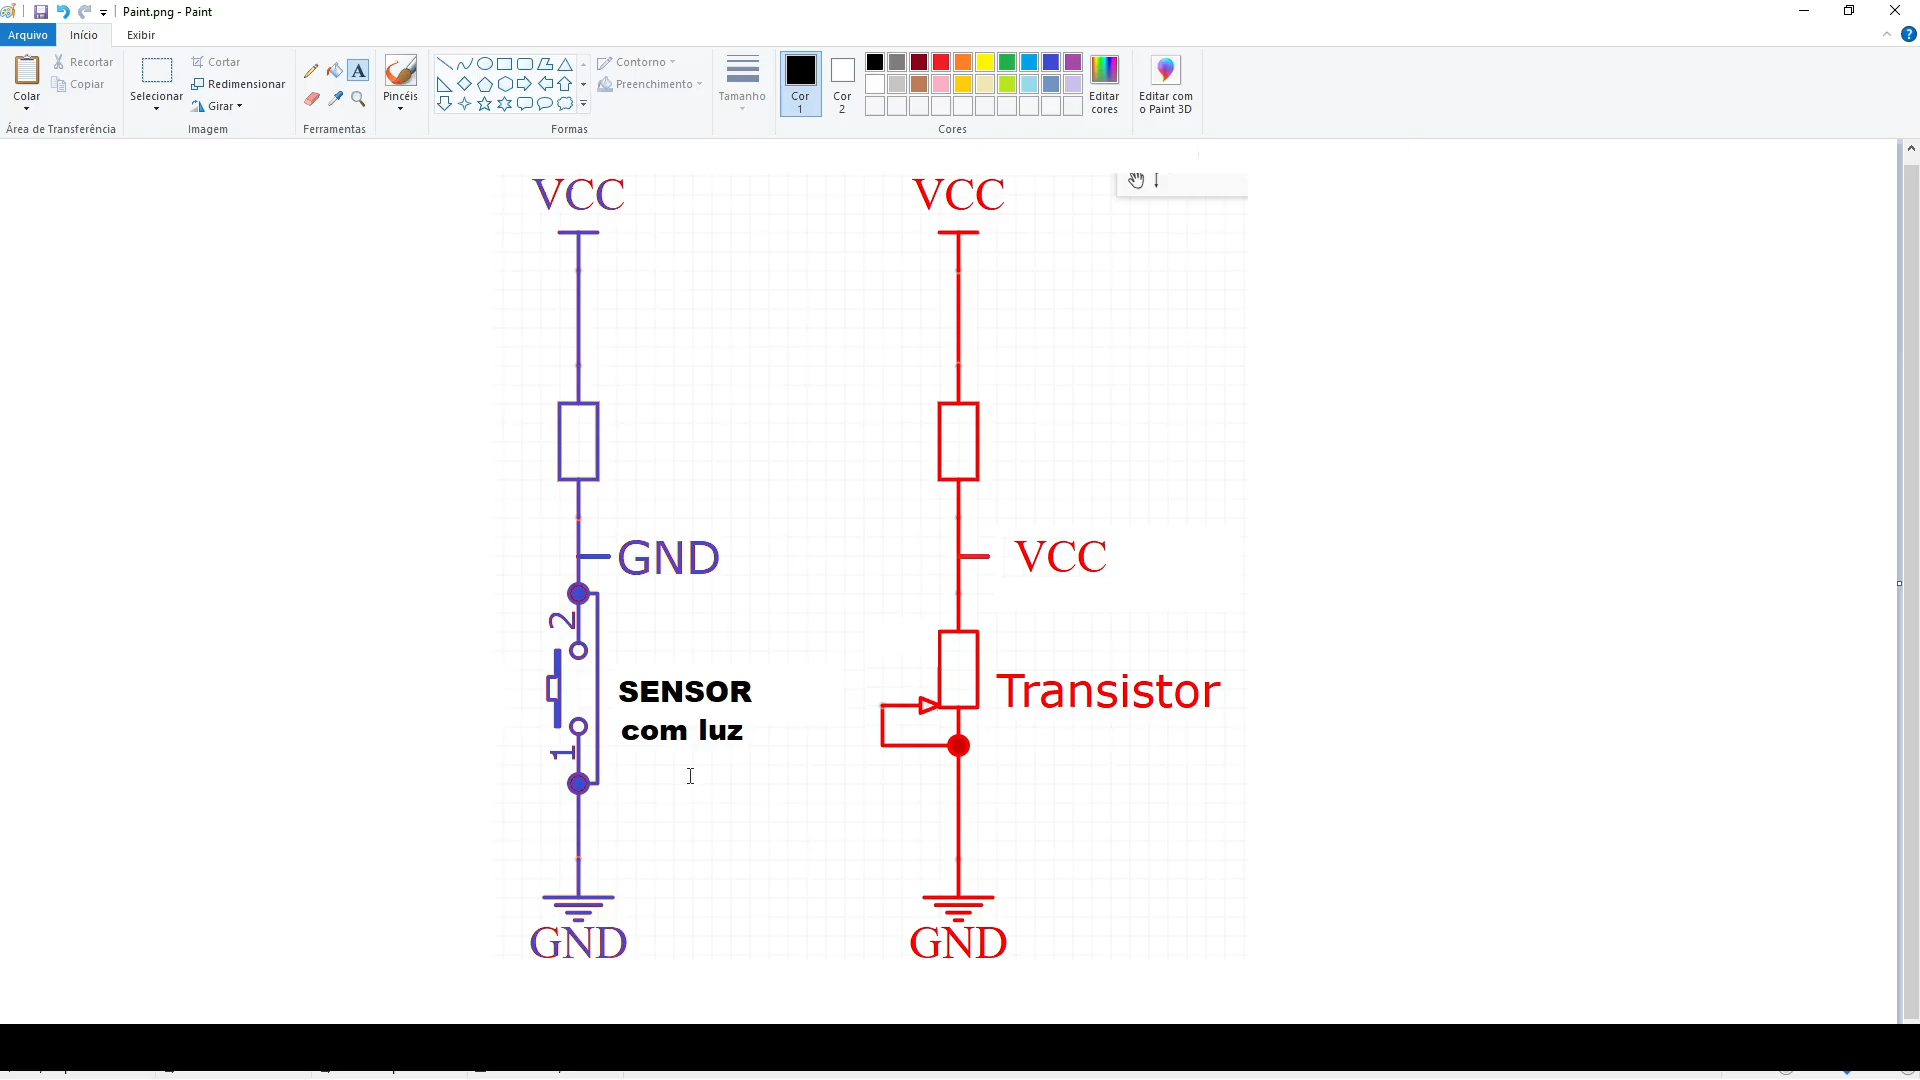 Paint.png - Paint
Arquivo
Início
Exibir
Colar
Recortar
Copiar
Área de Transferência
Selecionar
Cortar
Redimensionar
Girar
Imagem
A
Ferramentas
Pincéis
Contorno
Preenchimento
Formas
Tamanho
Cor 1
Cor 2
Editar cores
Cores
Editar com o Paint 3D
?
VCC
VCC
GND
VCC
2
SENSOR
com luz
Transistor
1
GND
GND